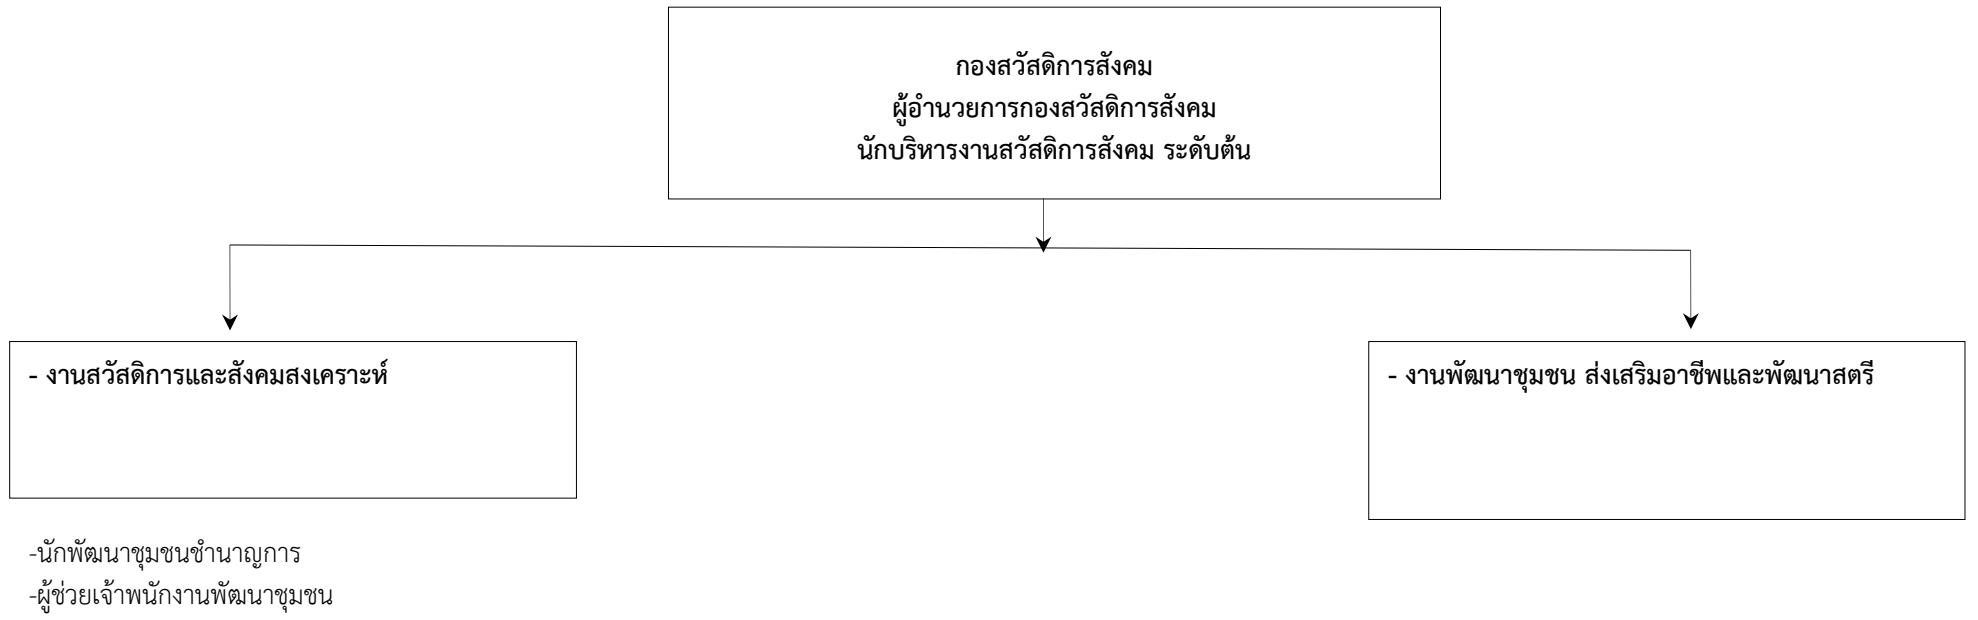 กองสวัสดิการสังคม
ผู้อำนวยการกองสวัสดิการสังคม
นักบริหารงานสวัสดิการสังคม ระดับต้น
- งานสวัสดิการและสังคมสงเคราะห์
- งานพัฒนาชุมชน ส่งเสริมอาชีพและพัฒนาสตรี
-นักพัฒนาชุมชนชำนาญการ
-ผู้ช่วยเจ้าพนักงานพัฒนาชุมชน